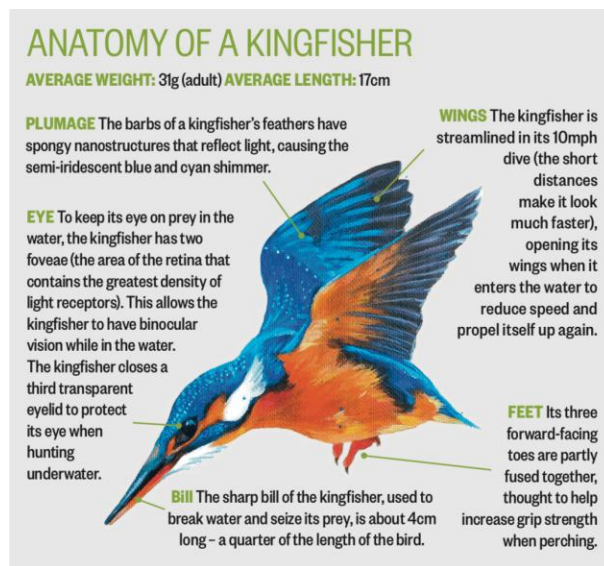 ANATOMY OF A KINGFISHER
AVERAGE WEIGHT: 31g (adult) AVERAGE LENGTH: 17cm
PLUMAGE The barbs of a kingfisher’s feathers have
spongy nanostructures that reflect light, causing the
semi-iridescent blue and cyan shimmer.
WINGS The kingfisher is
streamlined in its 10mph
dive (the short
distances
make it look
much faster),
opening its
wings when it
enters the water to
reduce speed and
propel itself up again.
EYE To keep its eye on prey in the
water, the kingfisher has two
foveae (the area of the retina that
contains the greatest density of
light receptors). This allows the
kingfisher to have binocular
vision while in the water.
The kingfisher closes a
third transparent
eyelid to protect
its eye when
hunting
underwater.
FEET Its three
forward-facing
toes are partly
fused together,
thought to help
increase grip strength
when perching.
Bill The sharp bill of the kingfisher, used to
break water and seize its prey, is about 4cm
long – a quarter of the length of the bird.